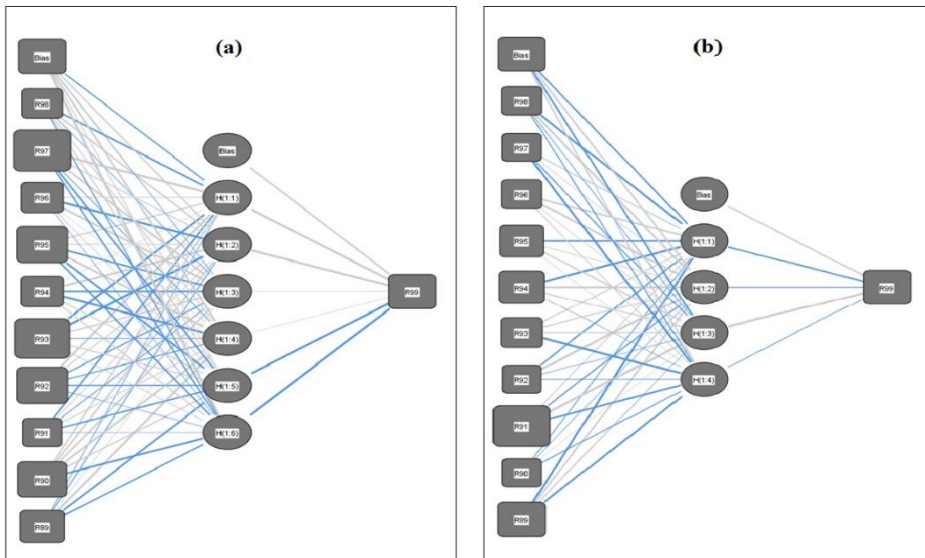 (a)
Bias
R98
R97
R96
R95
R94
R93
R92
R91
R90
R89
Bias
H(1:1)
H(1:2)
H(1:3)
H(1:4)
H(1:5)
H(1:6)
R99
(b)
Bias
R98
R97
R96
R95
R94
R93
R92
R91
R90
R89
Bias
H(1:1)
H(1:2)
H(1:3)
H(1:4)
R99